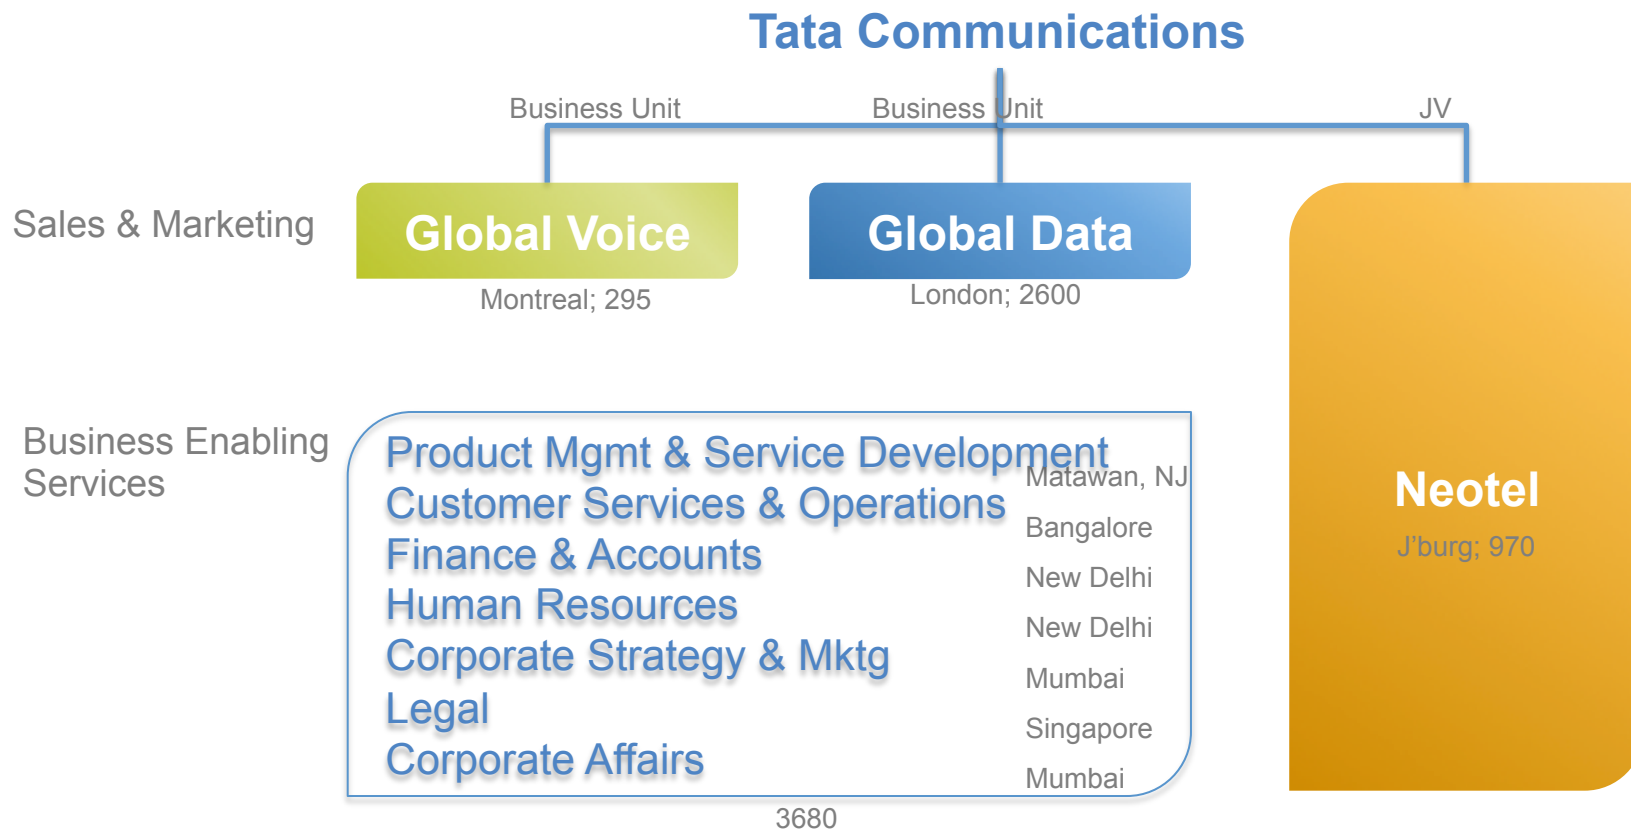 Tata Communications
Business Unit
Business Unit
JV
Sales & Marketing
Global Voice
Global Data
Montreal; 295
London; 2600
Business Enabling
Services
Product Mgmt & Service Development
Matawan, NJ
Customer Services & Operations
Bangalore
Finance & Accounts
New Delhi
Human Resources
New Delhi
Corporate Strategy & Mktg
Mumbai
Legal
Singapore
Corporate Affairs
Mumbai
3680
Neotel
J'burg; 970